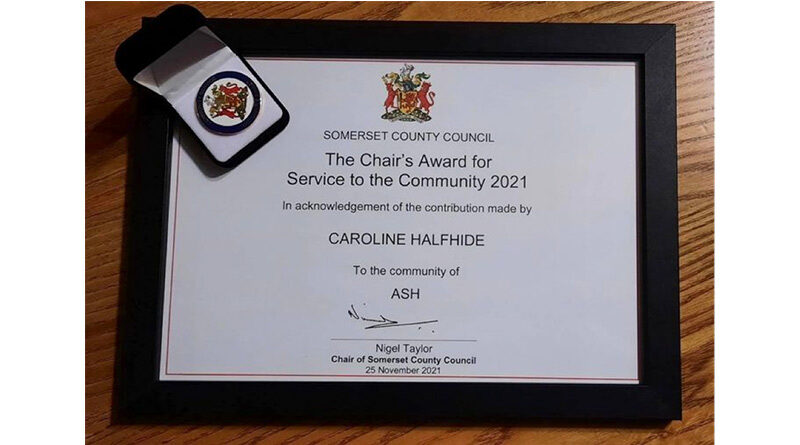 SOMERSET COUNTY COUNCIL
The Chair's Award for
Service to the Community 2021
In acknowledgement of the contribution made by
CAROLINE HALFHIDE
To the community of
ASH
Nigel Taylor
Chair of Somerset County Council
25 November 2021